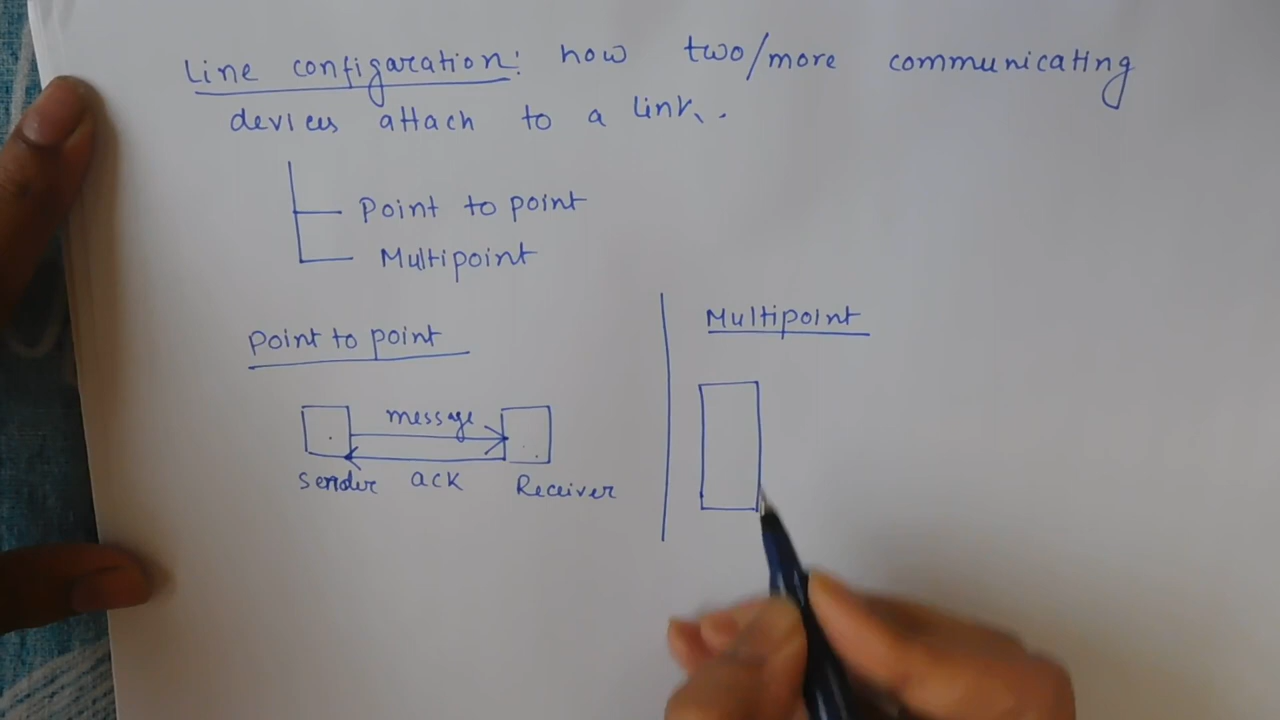 Line configaration: how two/more communicating
devices attach to a link.
Point to point
Multipoint
Point to point
Multipoint
message
Sender
ack
Receiver